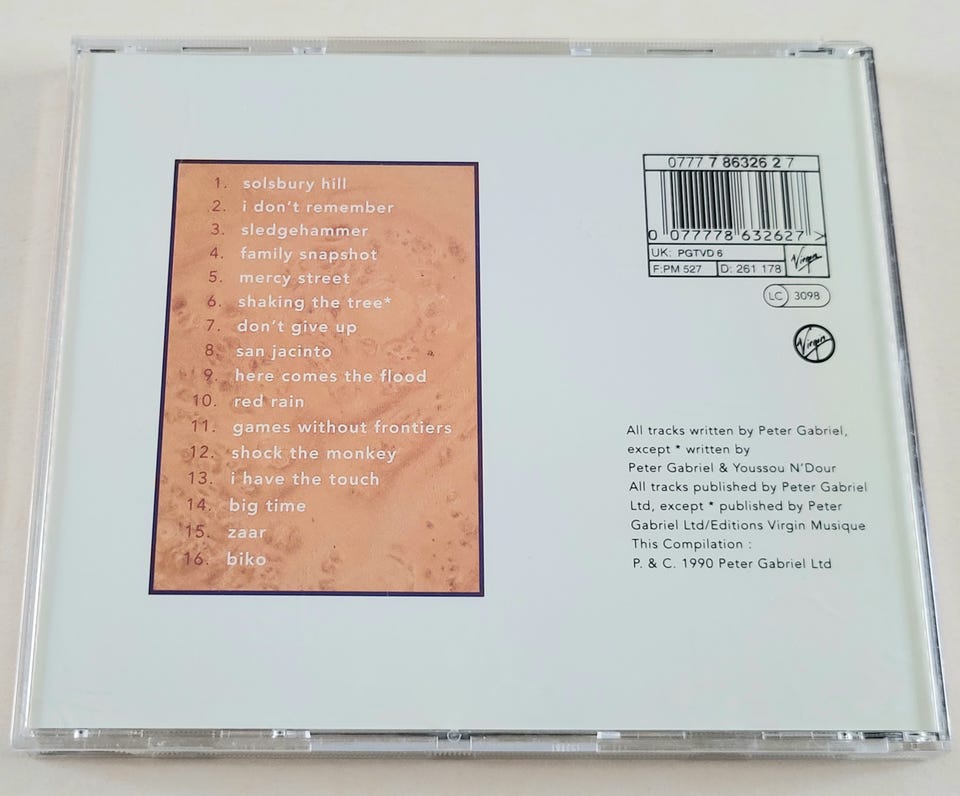 1. solsbury hill
2. i don't remember
3. sledgehammer
4. family snapshot
5. mercy street
6. shaking the tree*
7. don't give up
8. san jacinto
9. here comes the flood
10. red rain
11. games without frontiers
12. shock the monkey
13. i have the touch
14. big time
15. zaar
16. biko
0777 7 86326 2 7
0 077778 632627 >
UK: PGTVD 6
F:PM 527 D: 261 178 Virgin
LC 3098
Virgin
All tracks written by Peter Gabriel,
except * written by
Peter Gabriel & Youssou N'Dour
All tracks published by Peter Gabriel
Ltd, except * published by Peter
Gabriel Ltd/Editions Virgin Musique
This Compilation :
P. & C. 1990 Peter Gabriel Ltd